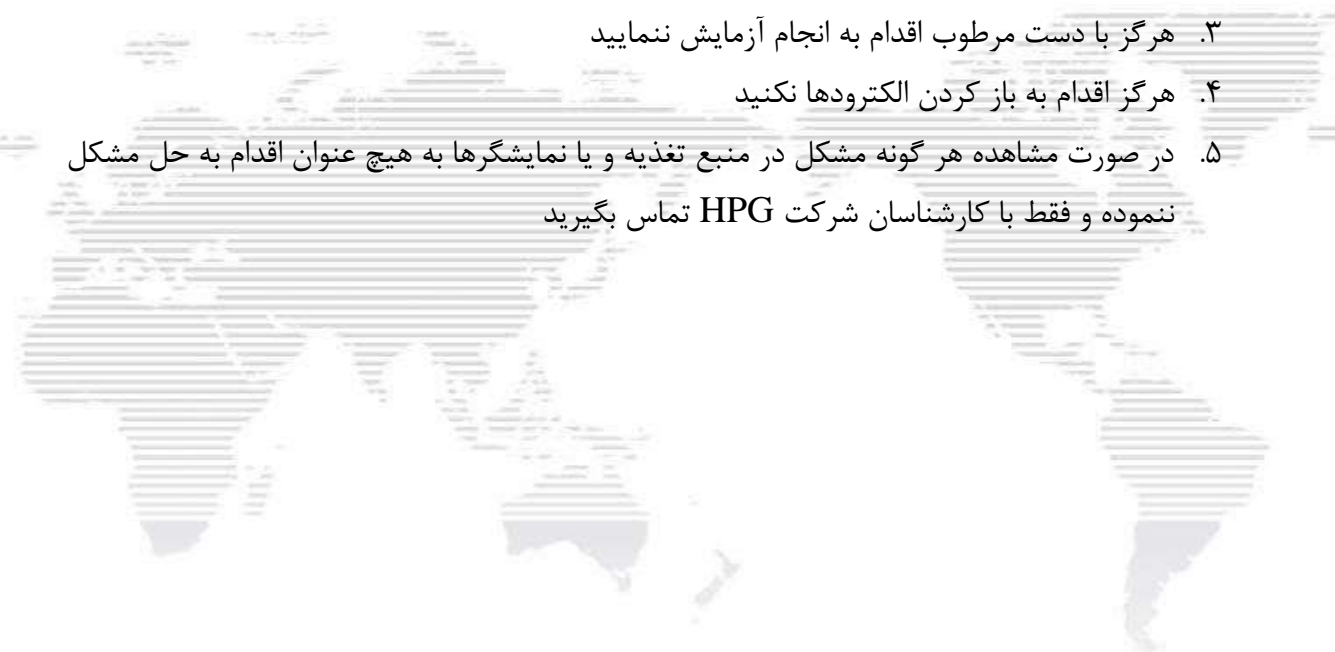 ۳. هرگز با دست مرطوب اقدام به انجام آزمایش ننمایید
۴. هرگز اقدام به باز کردن الکترودها نکنید
۵. در صورت مشاهده هر گونه مشکل در منبع تغذیه و یا نمایشگرها به هیچ عنوان اقدام به حل مشکل
ننموده و فقط با کارشناسان شرکت HPG تماس بگیرید